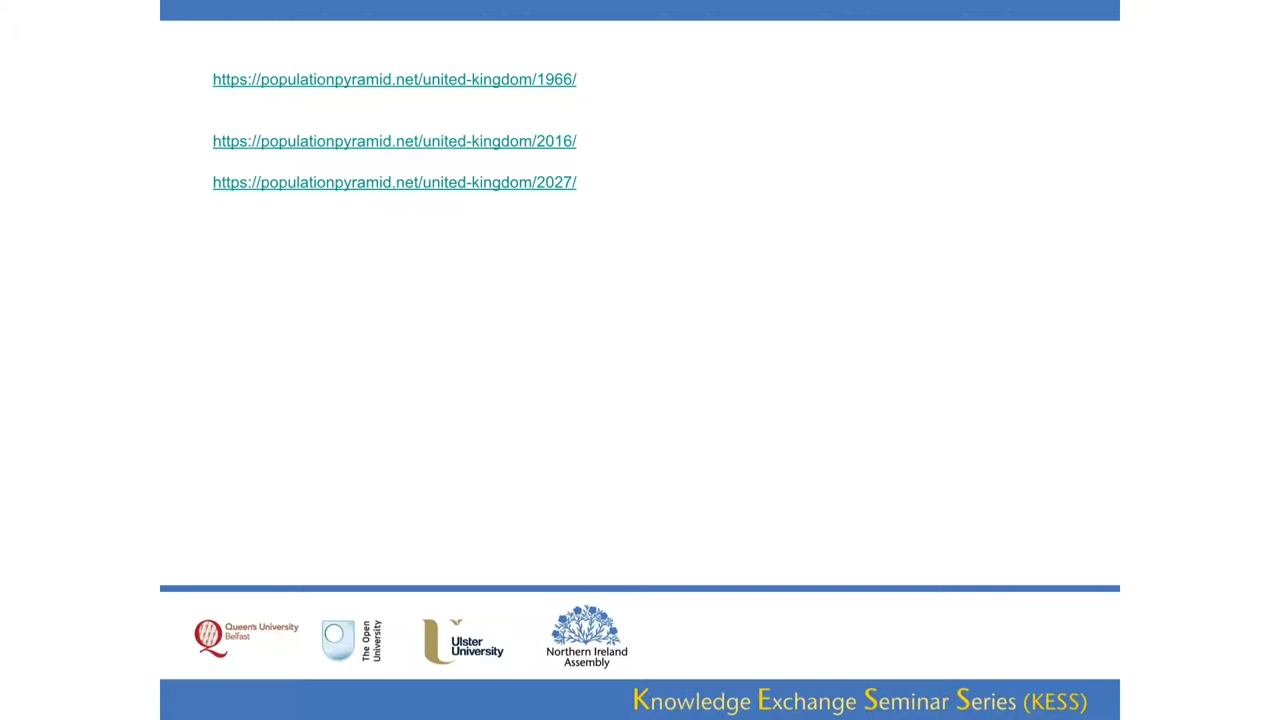 https://populationpyramid.net/united-kingdom/1966/
https://populationpyramid.net/united-kingdom/2016/
https://populationpyramid.net/united-kingdom/2027/
Queen's University
Belfast
The Open
University
Ulster
University
Northern Ireland
Assembly
Knowledge Exchange Seminar Series (KESS)